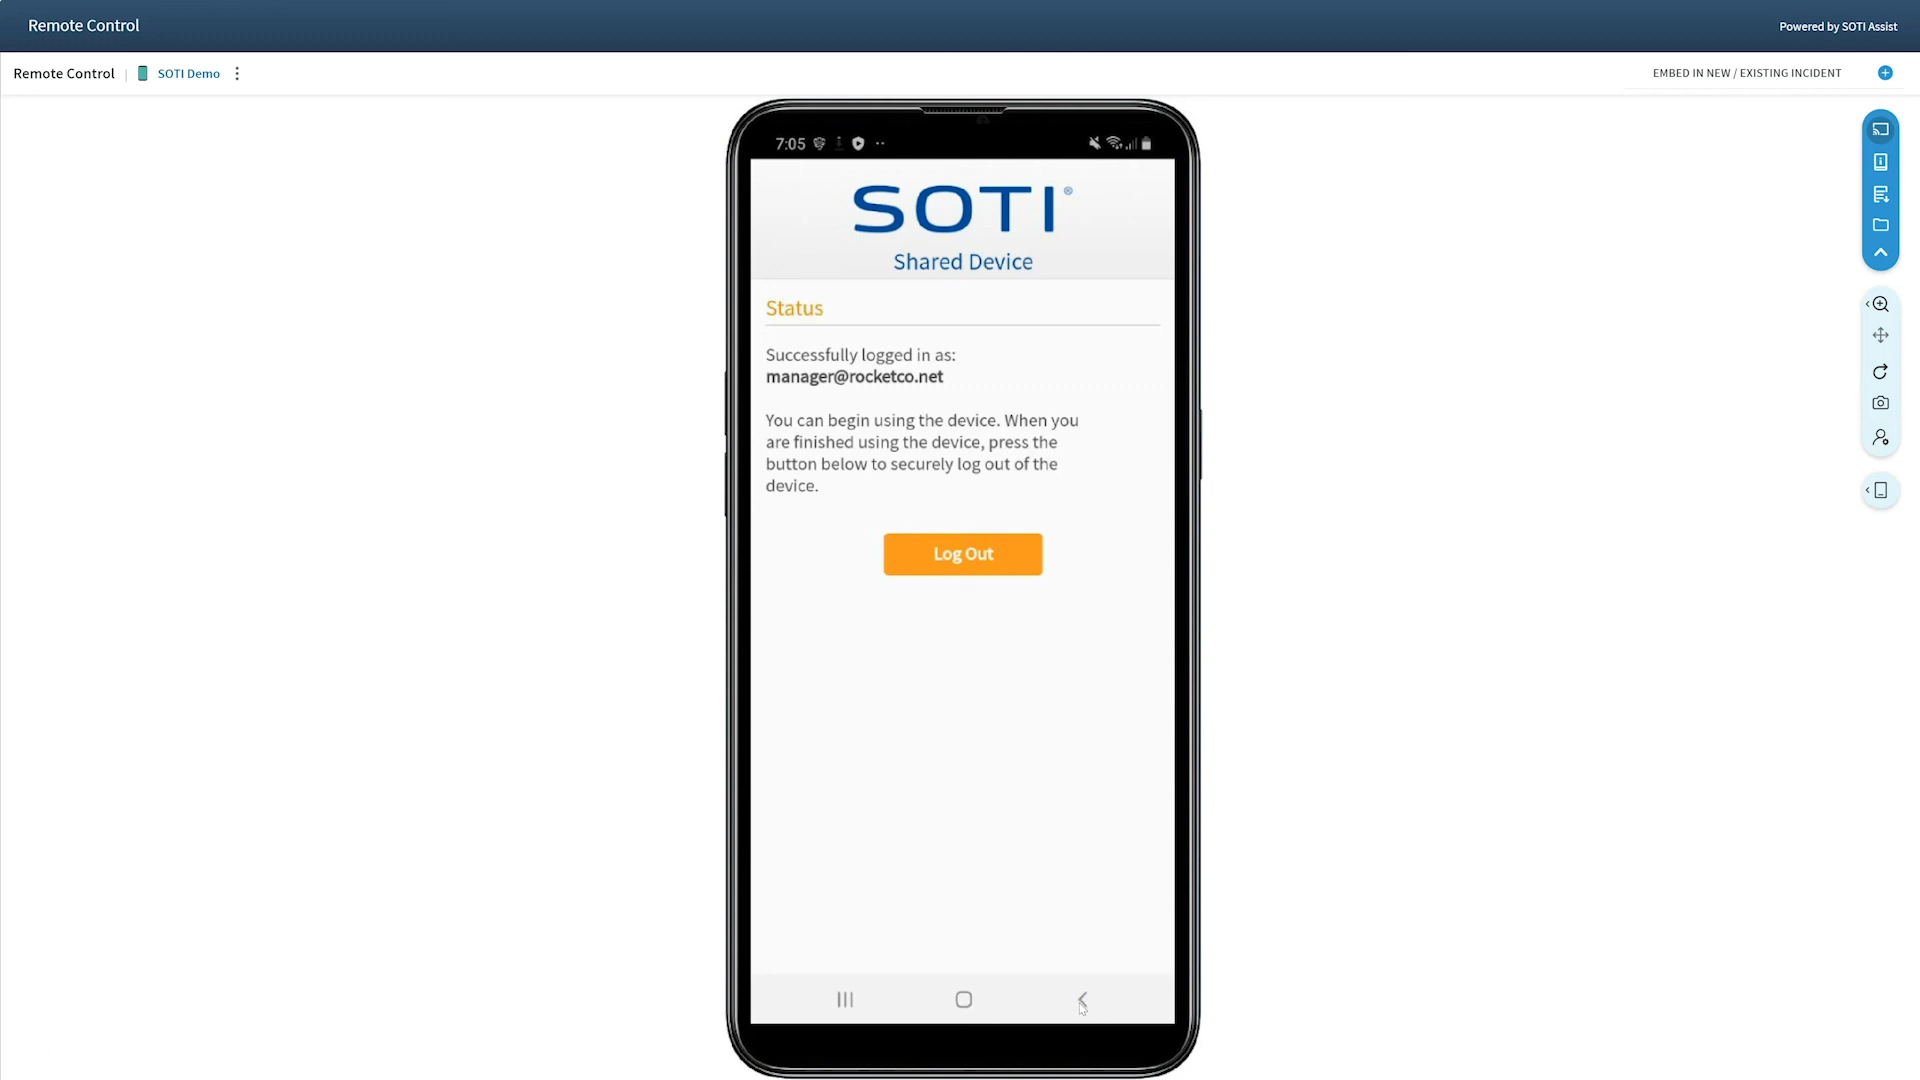 Remote Control
Powered by SOTI Assist
Remote Control | SOTI Demo
EMBED IN NEW / EXISTING INCIDENT
7:05
SOTI®
Shared Device
Status
Successfully logged in as:
manager@rocketco.net
You can begin using the device. When you
are finished using the device, press the
button below to securely log out of the
device.
Log Out